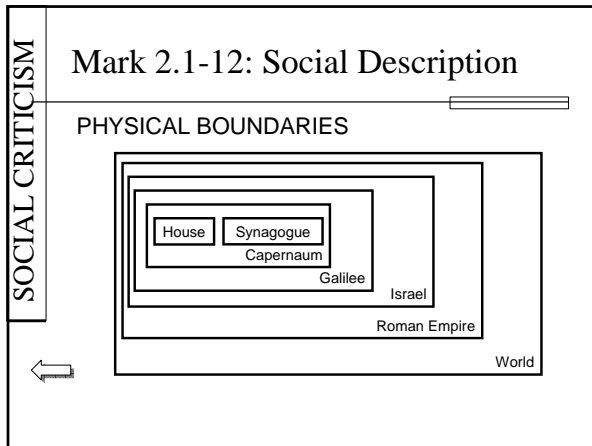 SOCIAL CRITICISM
Mark 2.1-12: Social Description
PHYSICAL BOUNDARIES
House
Synagogue
Capernaum
Galilee
Israel
Roman Empire
World